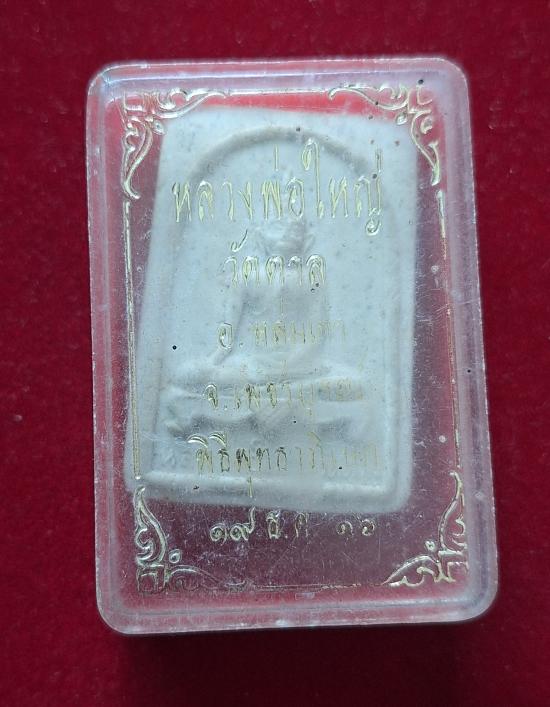 หลวงพ่อใหญ่
วัดตาล
อ.หล่มเก่า
จ.เพชรบูรณ์
พิธีพุทธาภิเษก
๑๙ ธ.ค ๑๖